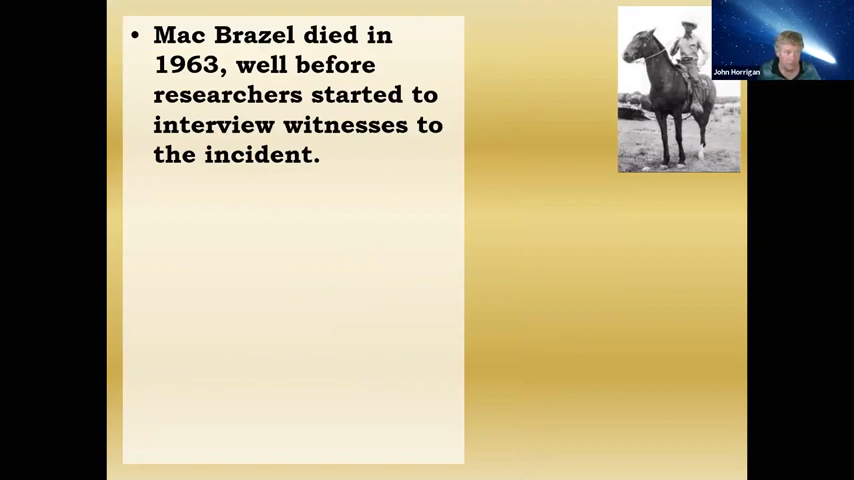 • Mac Brazel died in
1963, well before
researchers started to
interview witnesses to
the incident.
John Horrigan